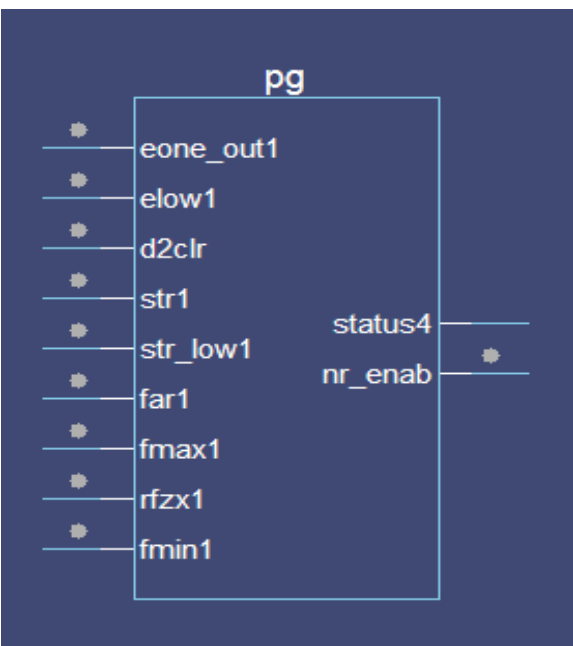 pg
eone_out1
elow1
d2clr
str1
str_low1
far1
fmax1
rfzx1
fmin1
status4
nr_enab